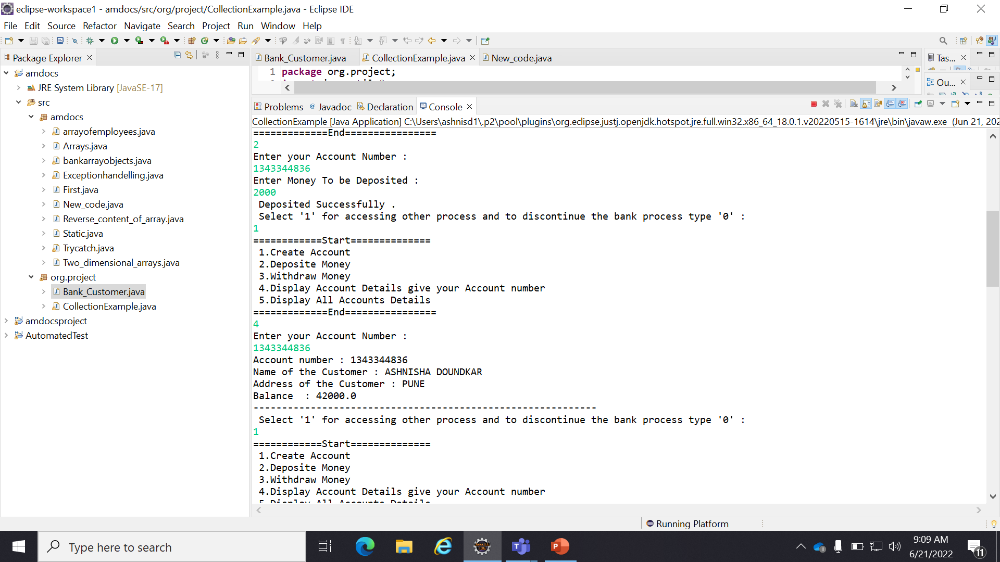 eclipse-workspace1 - amdocs/src/org/project/CollectionExample.java - Eclipse IDE
File Edit Source Refactor Navigate Search Project Run Window Help
Package Explorer
amdocs
JRE System Library [JavaSE-17]
src
amdocs
arrayofemployees.java
Arrays.java
bankarrayobjects.java
Exceptionhandelling.java
First.java
New_code.java
Reverse_content_of_array.java
Static.java
Trycatch.java
Two_dimensional_arrays.java
org.project
Bank_Customer.java
CollectionExample.java
amdocsproject
AutomatedTest
Bank_Customer.java CollectionExample.java New_code.java
1 package org.project;
Tas...
Ou...
Problems Javadoc Declaration Console
CollectionExample [Java Application] C:\Users\ashnisd1\.p2\pool\plugins\org.eclipse.justj.openjdk.hotspot.jre.full.win32.x86_64_18.0.1.v20220515-1614\jre\bin\javaw.exe (Jun 21, 202
=============End================
2
Enter your Account Number :
1343344836
Enter Money To be Deposited :
2000
Deposited Successfully .
Select '1' for accessing other process and to discontinue the bank process type '0' :
1
============Start==============
1.Create Account
2.Deposite Money
3.Withdraw Money
4.Display Account Details give your Account number
5.Display All Accounts Details
=============End================
4
Enter your Account Number :
1343344836
Account number : 1343344836
Name of the Customer : ASHNISHA DOUNDKAR
Address of the Customer : PUNE
Balance  : 42000.0
------------------------------------------------------------
Select '1' for accessing other process and to discontinue the bank process type '0' :
1
============Start==============
1.Create Account
2.Deposite Money
3.Withdraw Money
4.Display Account Details give your Account number
5.Display All Accounts Details
Running Platform
Type here to search
9:09 AM
6/21/2022
11